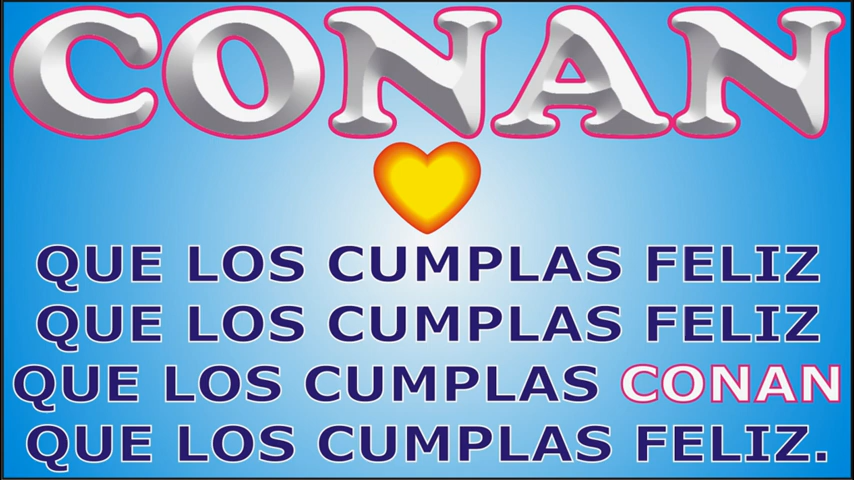 CONAN
QUE LOS CUMPLAS FELIZ
QUE LOS CUMPLAS FELIZ
QUE LOS CUMPLAS CONAN
QUE LOS CUMPLAS FELIZ.